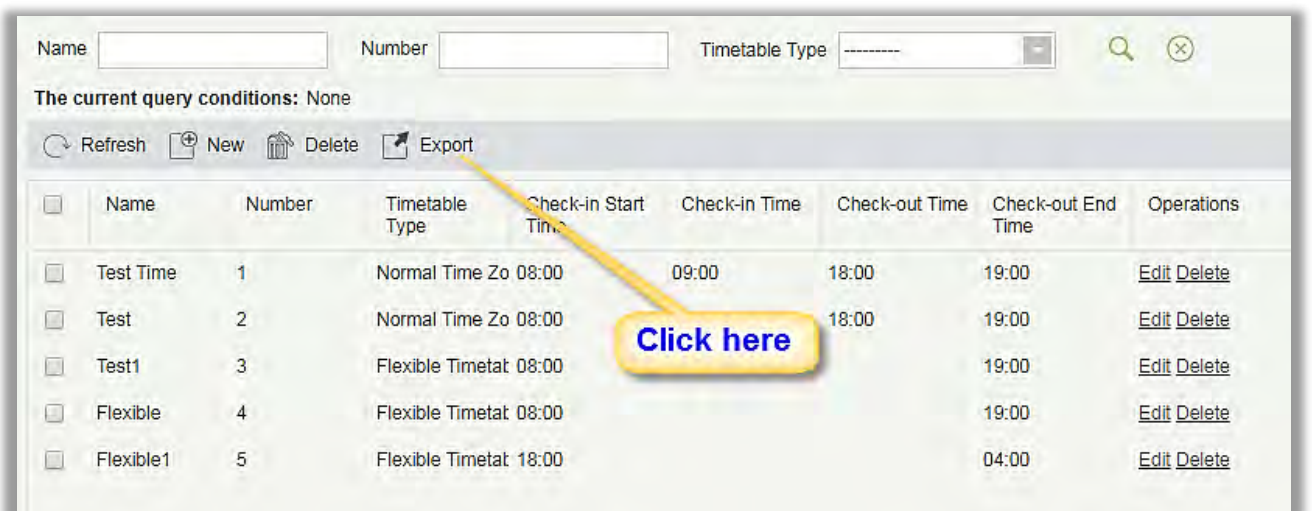 Name Number Timetable Type ---------
The current query conditions: None
Refresh New Delete Export
Name Number Timetable Type Check-in Start Time Check-in Time Check-out Time Check-out End Time Operations
Test Time 1 Normal Time Zo 08:00 09:00 18:00 19:00 Edit Delete
Test 2 Normal Time Zo 08:00 18:00 19:00 Edit Delete
Click here
Test1 3 Flexible Timetab 08:00 19:00 Edit Delete
Flexible 4 Flexible Timetab 08:00 19:00 Edit Delete
Flexible1 5 Flexible Timetab 18:00 04:00 Edit Delete